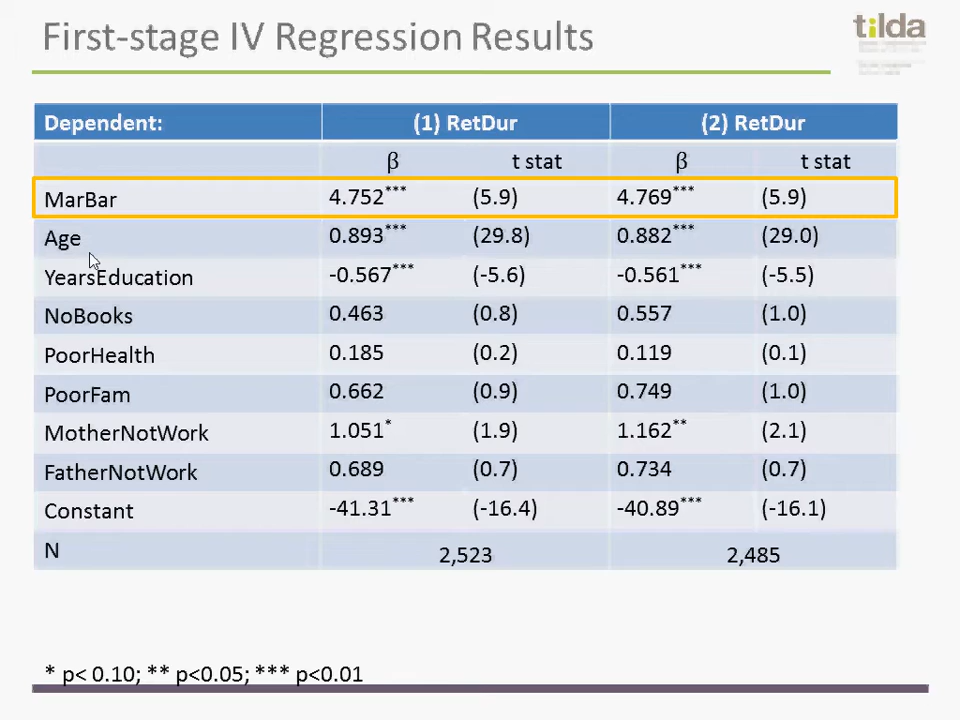 First-stage IV Regression Results
tilda
Dependent: (1) RetDur (2) RetDur
β t stat β t stat
MarBar 4.752*** (5.9) 4.769*** (5.9)
Age 0.893*** (29.8) 0.882*** (29.0)
YearsEducation -0.567*** (-5.6) -0.561*** (-5.5)
NoBooks 0.463 (0.8) 0.557 (1.0)
PoorHealth 0.185 (0.2) 0.119 (0.1)
PoorFam 0.662 (0.9) 0.749 (1.0)
MotherNotWork 1.051* (1.9) 1.162** (2.1)
FatherNotWork 0.689 (0.7) 0.734 (0.7)
Constant -41.31*** (-16.4) -40.89*** (-16.1)
N 2,523 2,485
* p< 0.10; ** p<0.05; *** p<0.01